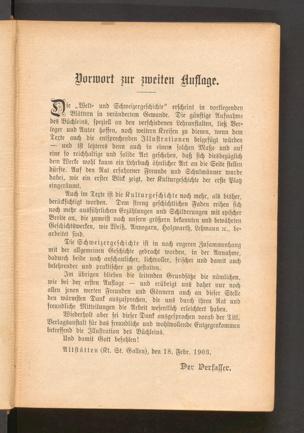 Vorwort zur zweiten Auflage.
Die „Welt- und Schweizergeschichte“ erscheint in vorliegenden
Blättern in verändertem Gewande. Die günstige Aufnahme
des Büchleins, speziell an den verschiedenen Lehranstalten, ließ Ver-
leger und Autor hoffen, noch weitern Kreisen zu dienen, wenn dem
Texte auch die entsprechenden Illustrationen beigefügt würden
— und ist letzteres denn auch in einem solchen Maße und auf
eine so reichhaltige und solide Art geschehen, daß sich diesbezüglich
dem Werke wohl kaum ein Lehrbuch ähnlicher Art an die Seite stellen
dürfte. Auf den Rat erfahrener Freunde und Schulmänner wurde
dabei, wie ein erster Blick zeigt, der Kulturgeschichte der erste Platz
eingeräumt.
Auch im Texte ist die Kulturgeschichte noch mehr, als bisher,
berücksichtigt worden. Dem streng geschichtlichen Faden reihen sich
noch mehr ausführlichern Erzählungen und Schilderungen mit epischer
Breite an, die zumeist nach unsern größern bekannten und bewährten
Geschichtswerken, wie Weiß, Annegarn, Holzwarth, Lehmann ꝛc., be-
arbeitet sind.
Die Schweizergeschichte ist in noch engeren Zusammenhang
mit der allgemeinen Geschichte gebracht worden, in der Annahme,
dadurch beide noch anschaulicher, lichtvoller, frischer und damit auch
belehrender und praktischer zu gestalten.
Im übrigen blieben die leitenden Grundsätze die nämlichen,
wie bei der ersten Auflage — und erübrigt uns daher nur noch
allen jenen werten Freunden und Gönnern auch an dieser Stelle
den wärmsten Dank auszusprechen, die uns durch ihren Rat und
freundliche Mitteilungen die Arbeit wesentlich erleichtert haben.
Wiederholt aber sei dieser Dank ausgesprochen vorab der Titl.
Verlagsanstalt für das freundliche und wohlwollende Entgegenkommen
betreffend die Illustration des Büchleins.
Und damit Gott befohlen!
Altstätten (Kt. St. Gallen), den 18. Febr. 1903.
Der Verfasser.